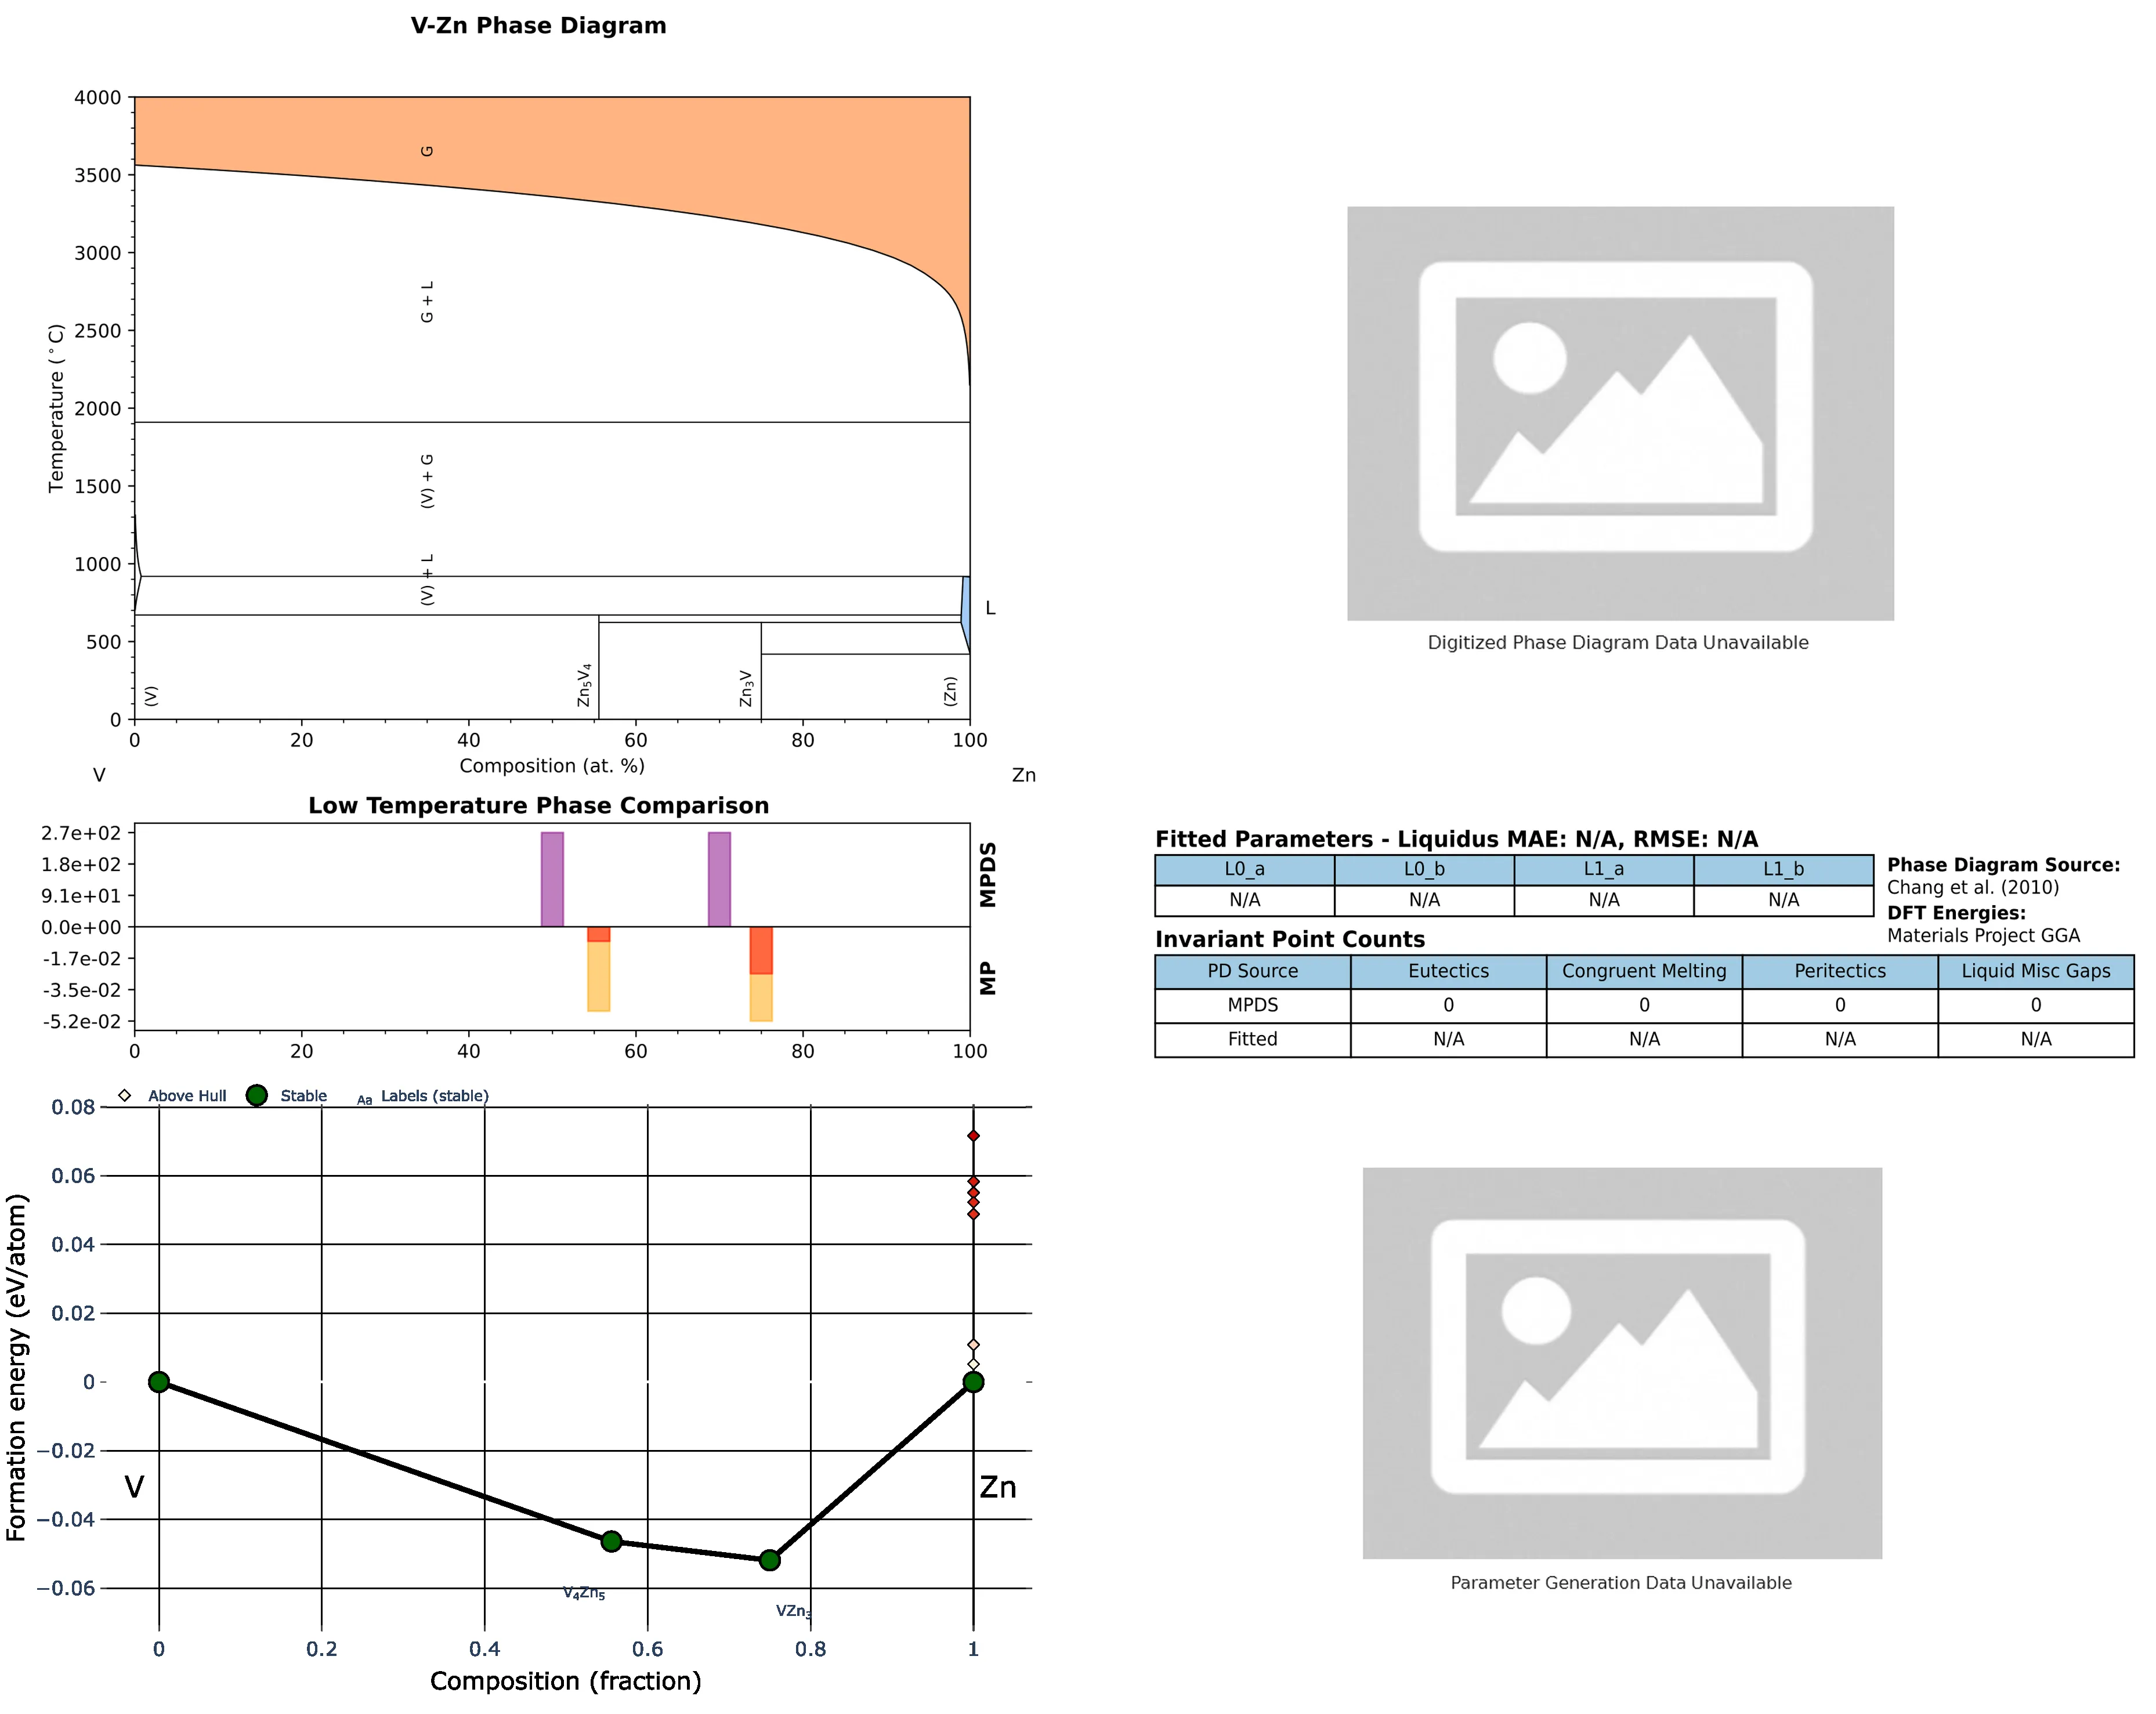 V-Zn Phase Diagram
4000
3500
3000
2500
2000
1500
1000
500
0
Temperature (°C)
G
G + L
(V) + G
(V) + L
L
(V)
Zn5V4
Zn3V
(Zn)
0 20 40 60 80 100
Composition (at. %)
V Zn
Digitized Phase Diagram Data Unavailable
Low Temperature Phase Comparison
2.7e+02
1.8e+02
9.1e+01
0.0e+00
-1.7e-02
-3.5e-02
-5.2e-02
MPDS
MP
0 20 40 60 80 100
Fitted Parameters - Liquidus MAE: N/A, RMSE: N/A
L0_a L0_b L1_a L1_b
N/A N/A N/A N/A
Phase Diagram Source:
Chang et al. (2010)
DFT Energies:
Materials Project GGA
Invariant Point Counts
PD Source Eutectics Congruent Melting Peritectics Liquid Misc Gaps
MPDS 0 0 0 0
Fitted N/A N/A N/A N/A
Above Hull Stable Aa Labels (stable)
0.08
0.06
0.04
0.02
0
−0.02
−0.04
−0.06
Formation energy (eV/atom)
V
Zn
V4Zn5
VZn3
0 0.2 0.4 0.6 0.8 1
Composition (fraction)
Parameter Generation Data Unavailable